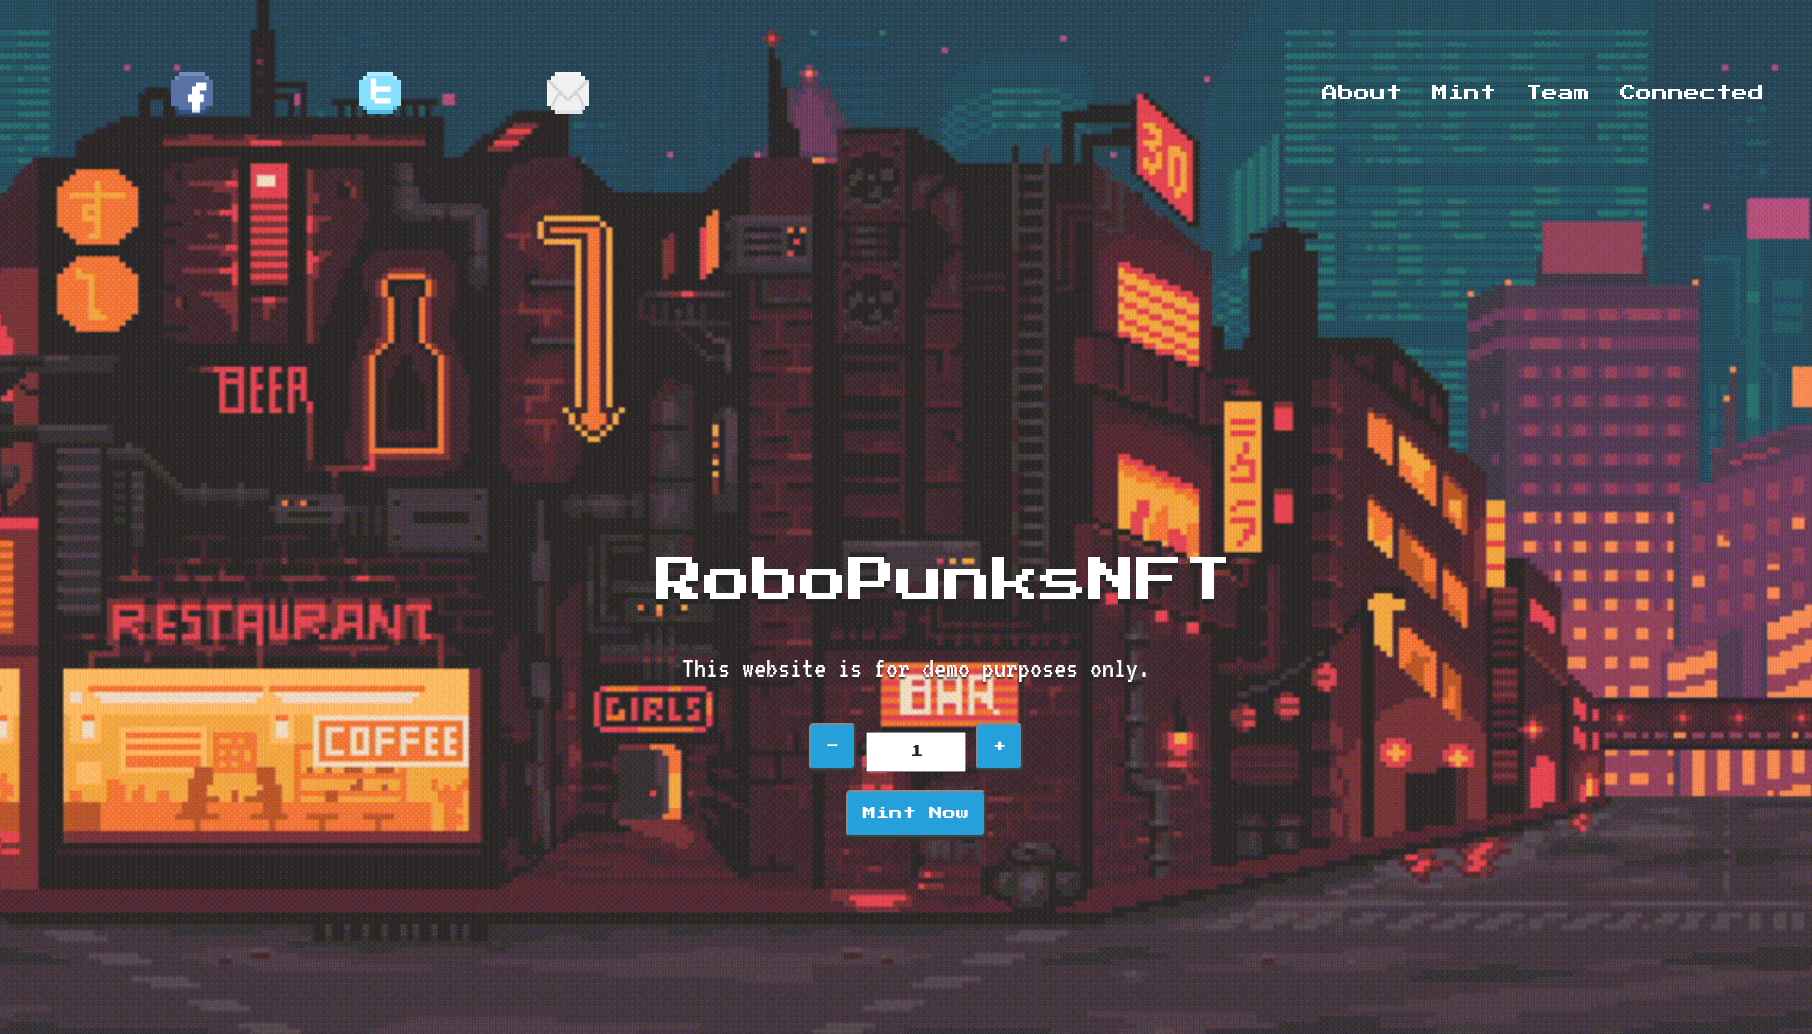 About Mint Team Connected
3D
BEER
RoboPunksNFT
RESTAURANT
This website is for demo purposes only.
BAR
GIRLS
COFFEE
- 1 +
Mint Now